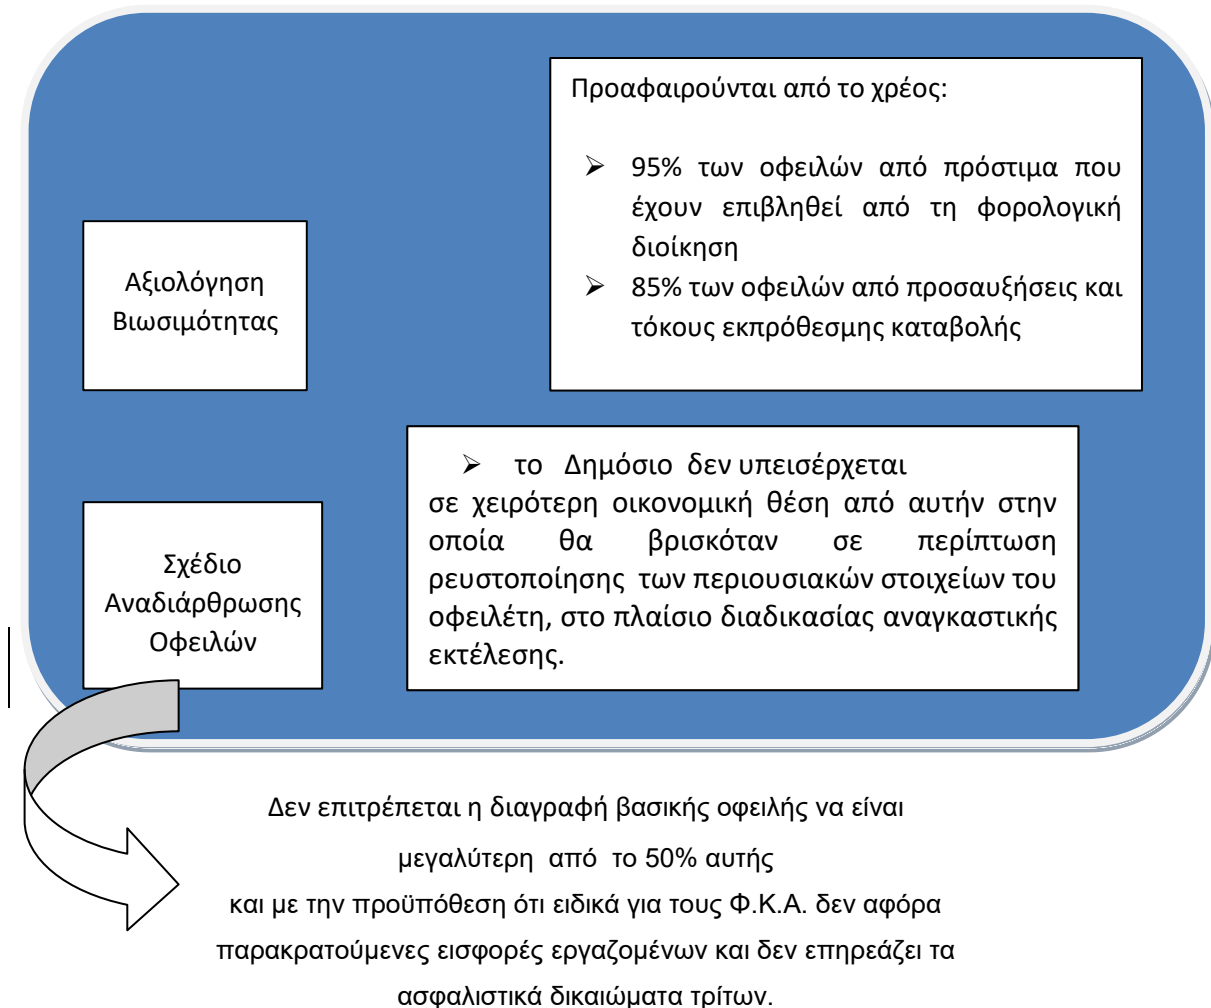 Προαφαιρούνται από το χρέος:
➢ 95% των οφειλών από πρόστιμα που
έχουν επιβληθεί από τη φορολογική
διοίκηση
➢ 85% των οφειλών από προσαυξήσεις και
τόκους εκπρόθεσμης καταβολής
Αξιολόγηση
Βιωσιμότητας
➢ το Δημόσιο δεν υπεισέρχεται
σε χειρότερη οικονομική θέση από αυτήν στην
οποία θα βρισκόταν σε περίπτωση
ρευστοποίησης των περιουσιακών στοιχείων του
οφειλέτη, στο πλαίσιο διαδικασίας αναγκαστικής
εκτέλεσης.
Σχέδιο
Αναδιάρθρωσης
Οφειλών
Δεν επιτρέπεται η διαγραφή βασικής οφειλής να είναι
μεγαλύτερη από το 50% αυτής
και με την προϋπόθεση ότι ειδικά για τους Φ.Κ.Α. δεν αφόρα
παρακρατούμενες εισφορές εργαζομένων και δεν επηρεάζει τα
ασφαλιστικά δικαιώματα τρίτων.